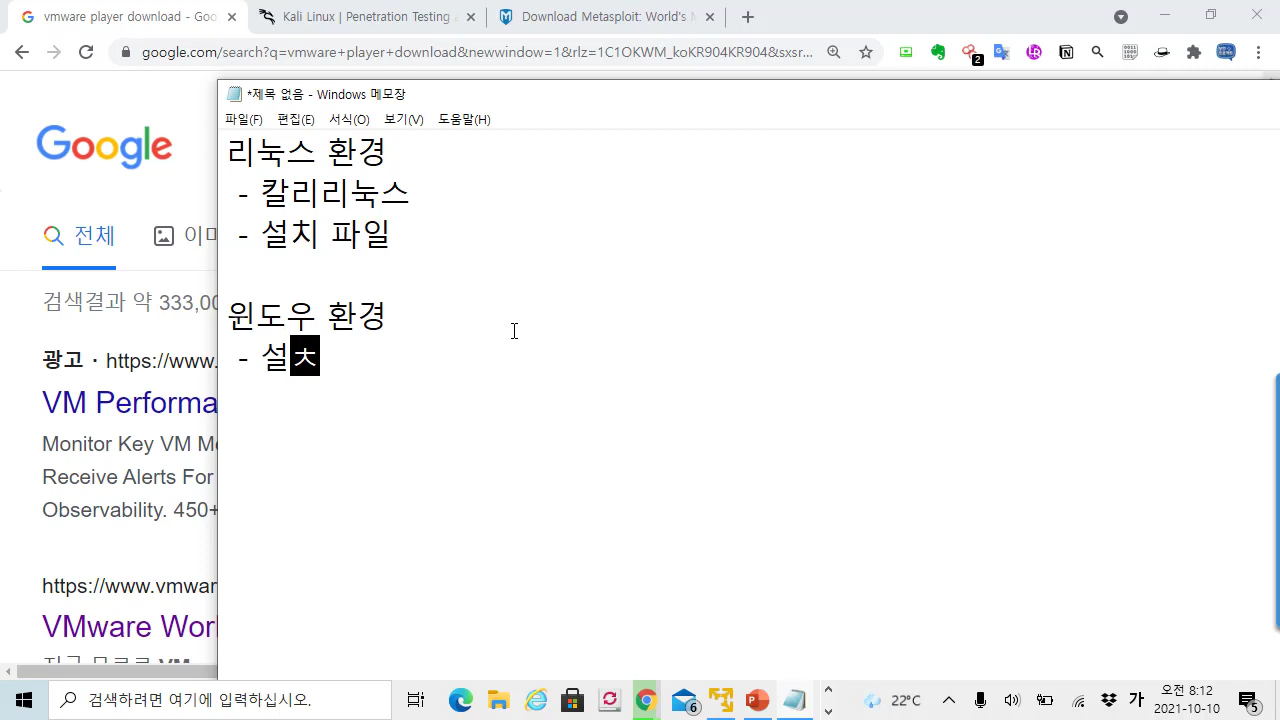 vmware player download - Goo
Kali Linux | Penetration Testing a
Download Metasploit: World's M
google.com/search?q=vmware+player+download&newwindow=1&rlz=1C1OKWM_koKR904KR904&sxsr...
2
*제목 없음 - Windows 메모장
파일(F) 편집(E) 서식(O) 보기(V) 도움말(H)
리눅스 환경
- 칼리리눅스
- 설치 파일
윈도우 환경
- 설ㅊ
Google
전체
검색결과 약 333,00
광고 · https://www.
VM Performa
Monitor Key VM Me
Receive Alerts For
Observability. 450+
https://www.vmwar
VMware Wor
검색하려면 여기에 입력하십시오.
6
22°C
가
오전 8:12
2021-10-10
5